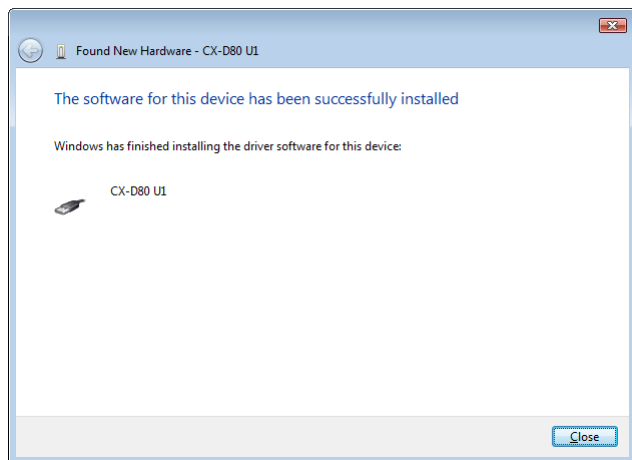 Found New Hardware - CX-D80 U1
The software for this device has been successfully installed
Windows has finished installing the driver software for this device:
CX-D80 U1
Close